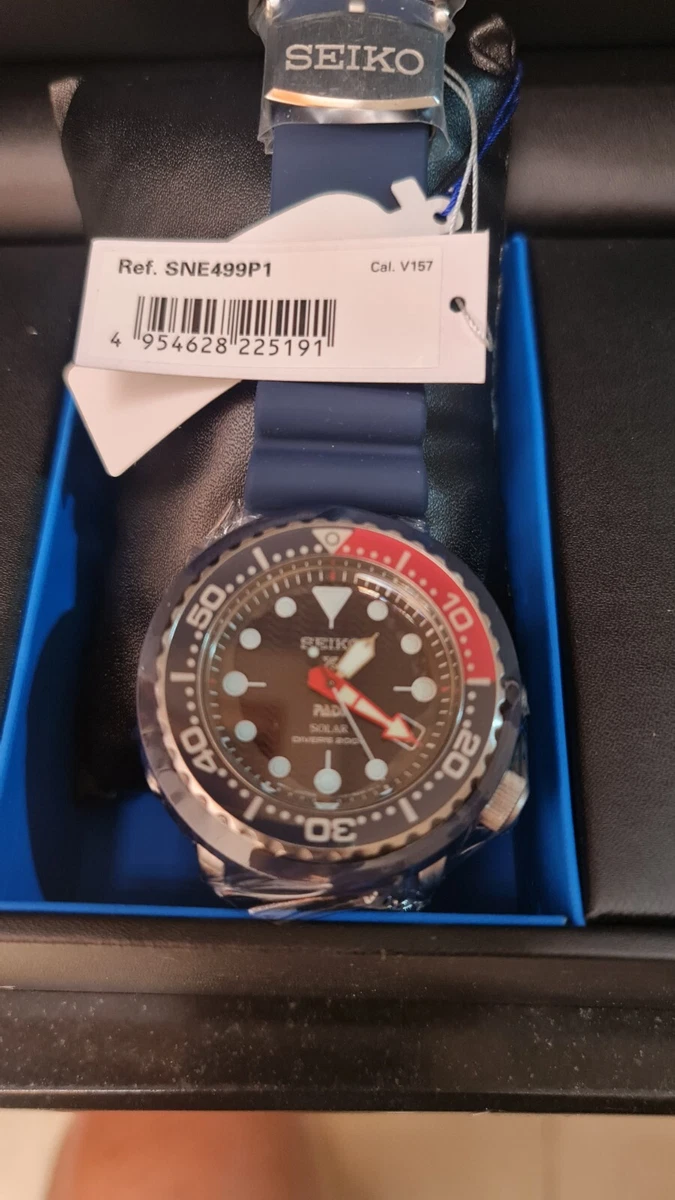 SEIKO
Ref. SNE499P1 Cal. V157
4 954628 225191
50
10
20
30
40
SEIKO
SOLAR